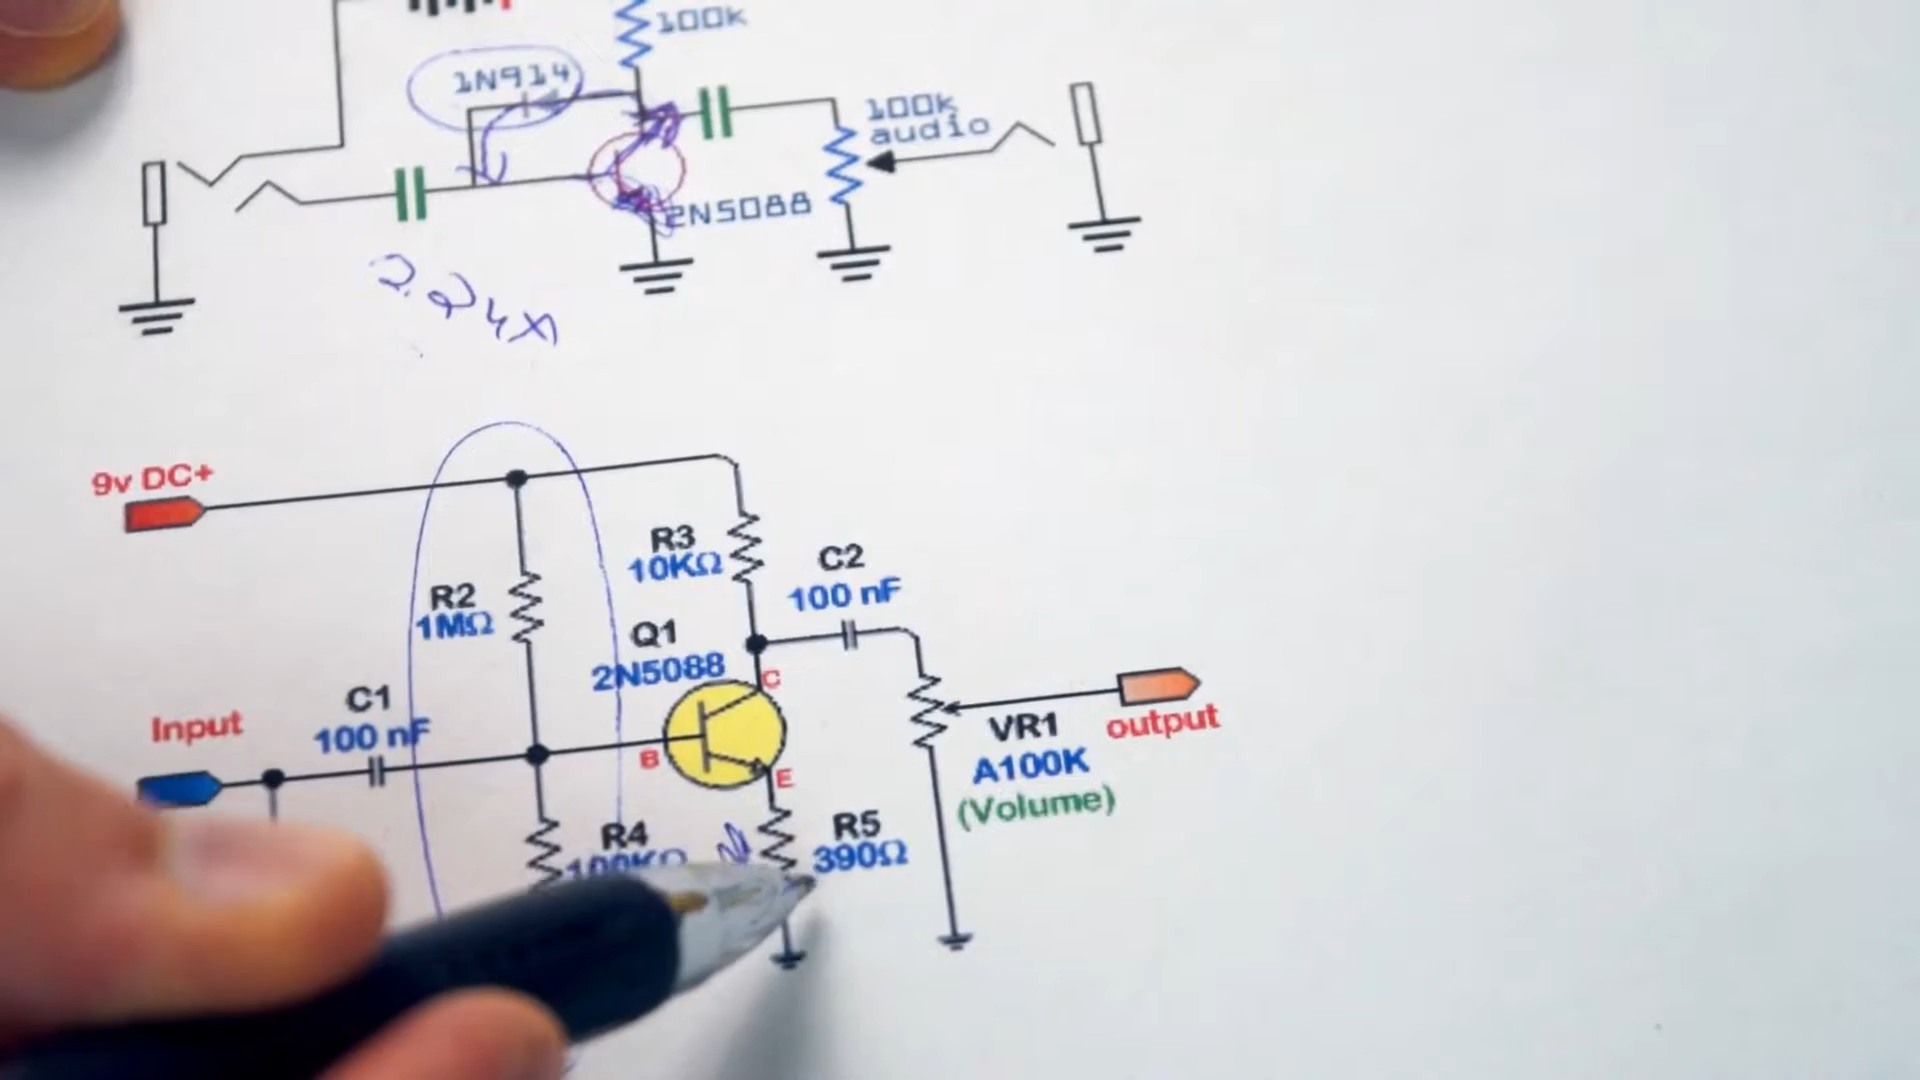 100k
1N914
100k
audio
2N5088
9v DC+
R3
10KΩ
C2
100 nF
R2
1MΩ
Q1
2N5088
C
C1
100 nF
Input
B
E
VR1
A100K
(Volume)
output
R4
100KΩ
R5
390Ω